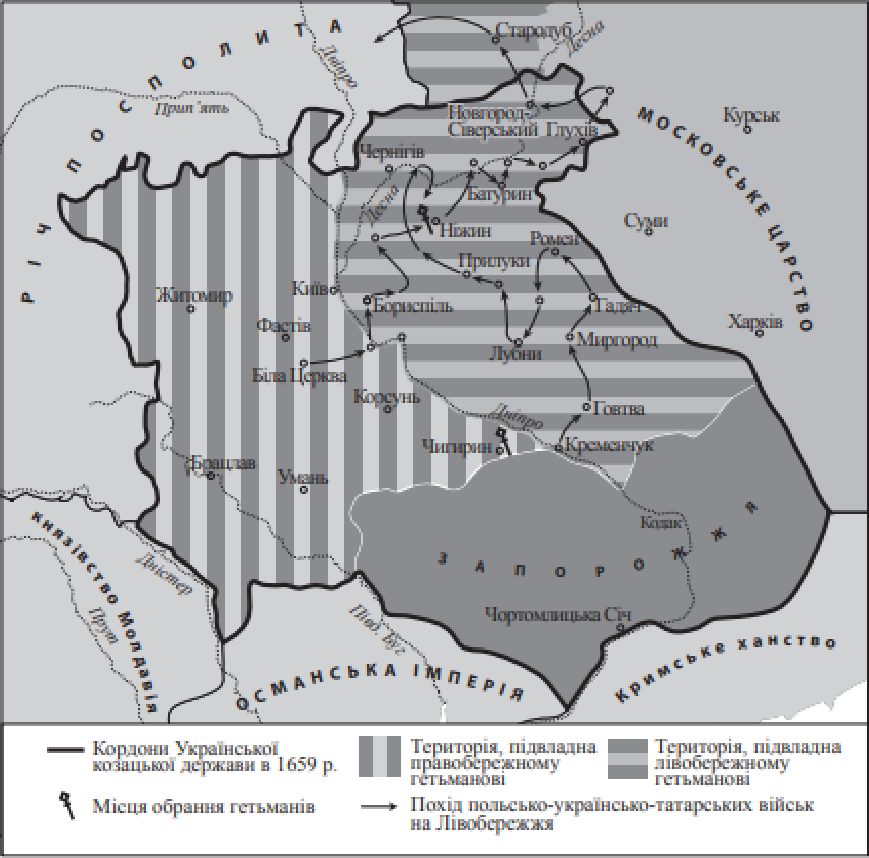 Стародуб
Десна
РІЧ ПОСПОЛИТА
Дніпро
Прип'ять
Новгород-
Сіверський
Глухів
МОСКОВСЬКЕ ЦАРСТВО
Курськ
Чернігів
Батурин
Десна
Ніжин
Суми
Ромен
Прилуки
Житомир
Київ
Бориспіль
Гадяч
Харків
Фастів
Лубни
Миргород
Біла Церква
Корсунь
Говтва
Дніпро
Чигирин
Кременчук
Брацлав
Умань
Кодак
ЗАПОРОЖЖЯ
князівство Молдавія
Дністер
Прут
Чортомлицька Січ
Півд. Буг
ОСМАНСЬКА ІМПЕРІЯ
Кримське ханство
Кордони Української
козацької держави в 1659 р.
Місця обрання гетьманів
Територія, підвладна
правобережному
гетьманові
Територія, підвладна
лівобережному
гетьманові
Похід польсько-українсько-татарських військ
на Лівобережжя